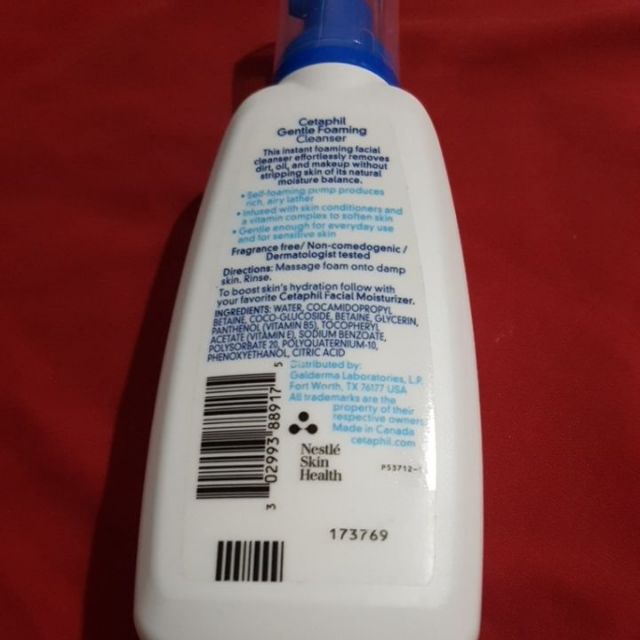 Cetaphil
Gentle Foaming
Cleanser
This instant foaming facial
cleanser effortlessly removes
dirt, oil, and makeup without
stripping skin of its natural
moisture balance.
• Self-foaming pump produces
rich, airy lather
• Infused with skin conditioners and
a vitamin complex to soften skin
• Gentle enough for everyday use
and for sensitive skin
Fragrance free/ Non-comedogenic /
Dermatologist tested
Directions: Massage foam onto damp
skin. Rinse.
To boost skin's hydration follow with
your favorite Cetaphil Facial Moisturizer.
INGREDIENTS: WATER, COCAMIDOPROPYL
BETAINE, COCO-GLUCOSIDE, BETAINE, GLYCERIN,
PANTHENOL (VITAMIN B5), TOCOPHERYL
ACETATE (VITAMIN E), SODIUM BENZOATE,
POLYSORBATE 20, POLYQUATERNIUM-10,
PHENOXYETHANOL, CITRIC ACID
Distributed by:
Galderma Laboratories, L.P.
Fort Worth, TX 76177 USA
All trademarks are the
property of their
respective owners
Made in Canada
cetaphil.com
3 02993 88917 5
Nestlé
Skin
Health
P53712-
173769